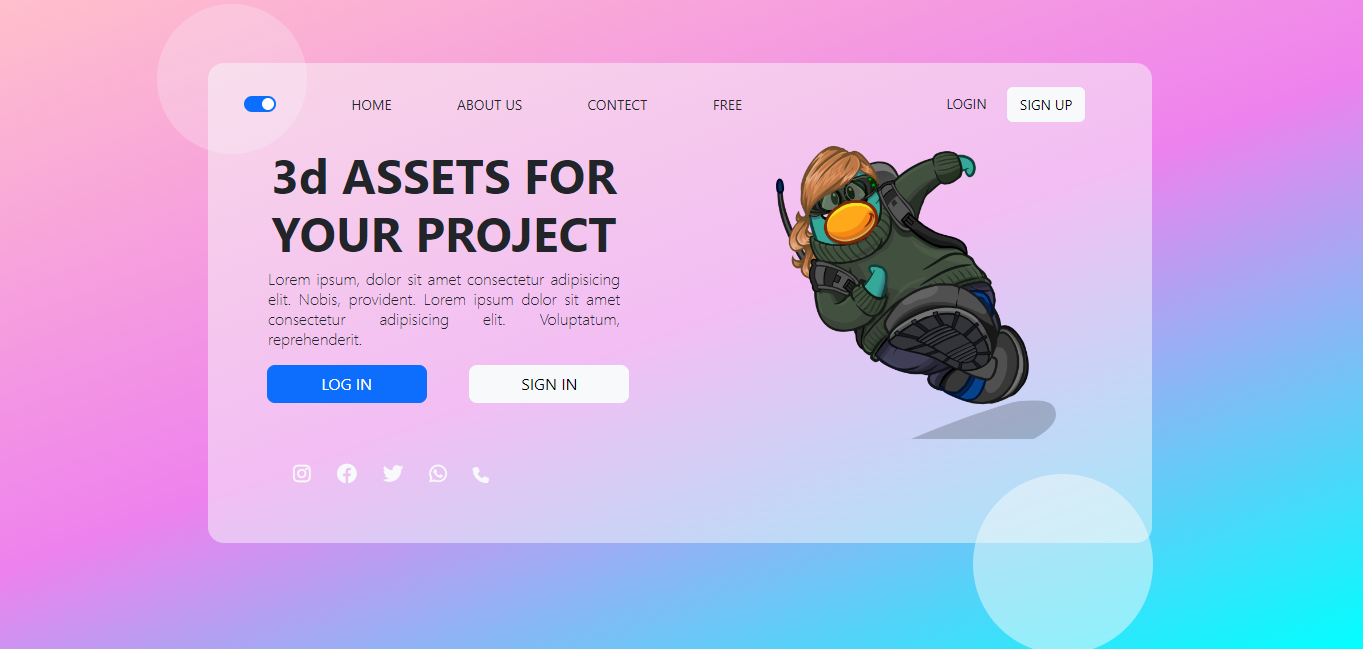 HOME ABOUT US CONTECT FREE LOGIN SIGN UP
3d ASSETS FOR
YOUR PROJECT
Lorem ipsum, dolor sit amet consectetur adipisicing
elit. Nobis, provident. Lorem ipsum dolor sit amet
consectetur adipisicing elit. Voluptatum,
reprehenderit.
LOG IN SIGN IN